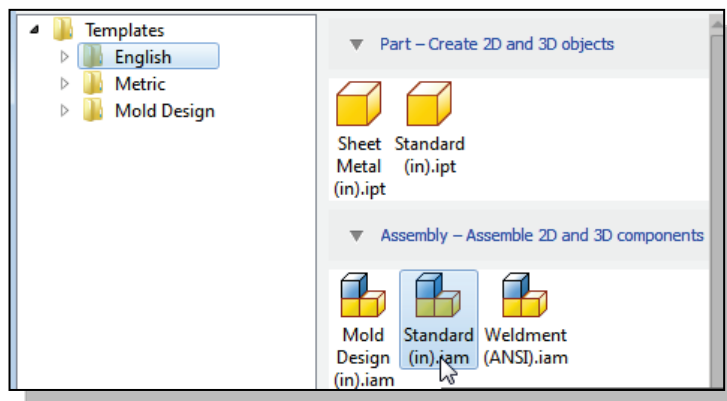 Templates
English
Metric
Mold Design
Part – Create 2D and 3D objects
Sheet Metal (in).ipt
Standard (in).ipt
Assembly – Assemble 2D and 3D components
Mold Design (in).iam
Standard (in).iam
Weldment (ANSI).iam